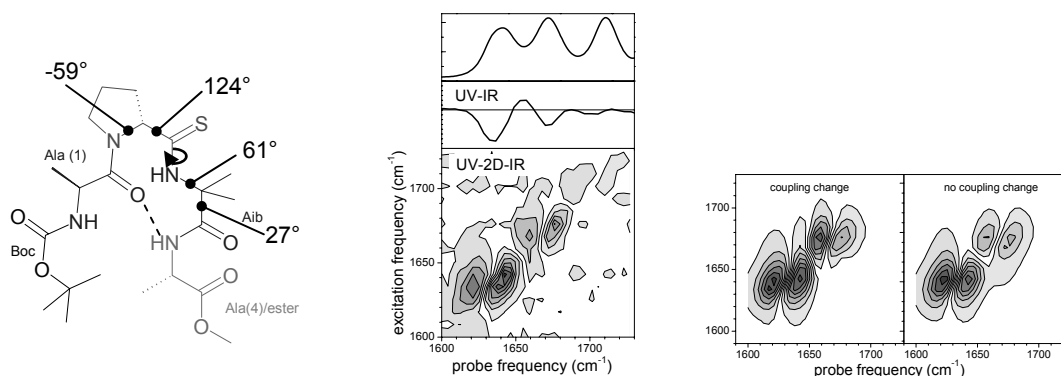 -59°
124°
S
N
Ala (1)
HN
61°
O
O
NH
Aib
Boc
HN
O
27°
O
O
Ala(4)/ester
O
UV-IR
UV-2D-IR
excitation frequency (cm⁻¹)
1700
1650
1600
1600 1650 1700
probe frequency (cm⁻¹)
coupling change
no coupling change
1700
1650
1600
1600 1650 1700 1600 1650 1700
probe frequency (cm⁻¹)